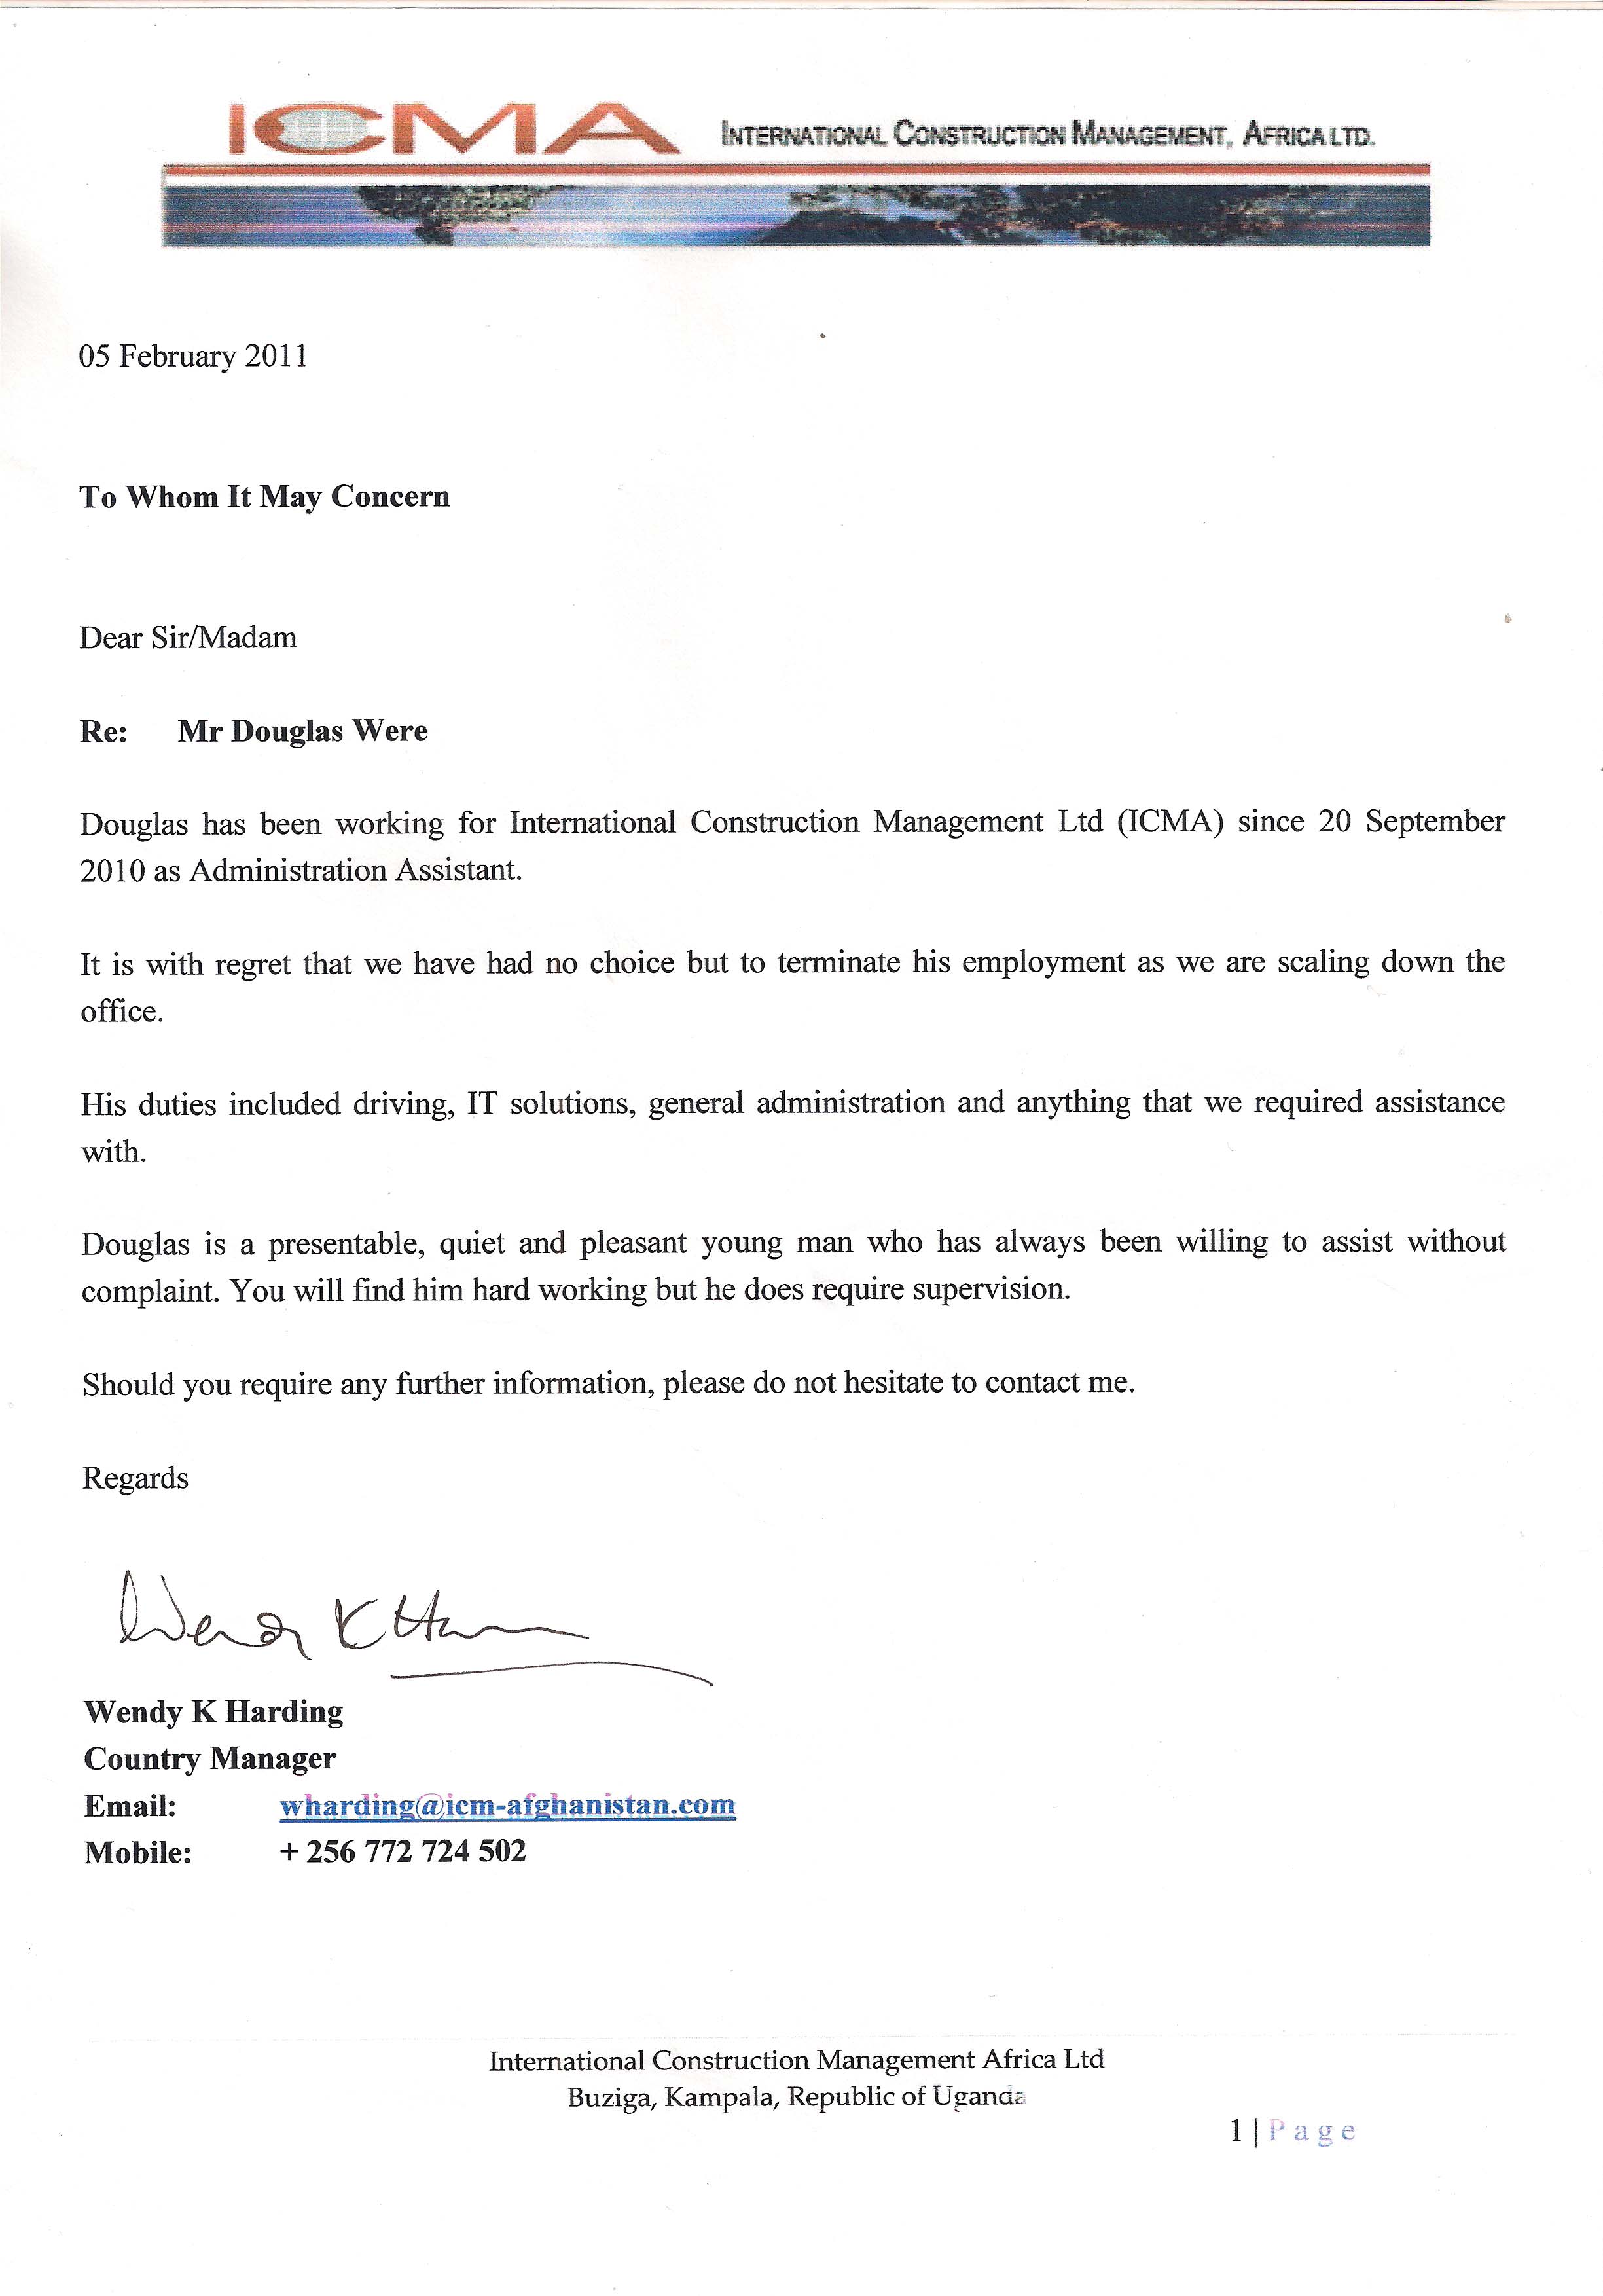 ICMA INTERNATIONAL CONSTRUCTION MANAGEMENT, AFRICA LTD.
05 February 2011
To Whom It May Concern
Dear Sir/Madam
Re: Mr Douglas Were
Douglas has been working for International Construction Management Ltd (ICMA) since 20 September
2010 as Administration Assistant.
It is with regret that we have had no choice but to terminate his employment as we are scaling down the
office.
His duties included driving, IT solutions, general administration and anything that we required assistance
with.
Douglas is a presentable, quiet and pleasant young man who has always been willing to assist without
complaint. You will find him hard working but he does require supervision.
Should you require any further information, please do not hesitate to contact me.
Regards
Wendy K Har
Wendy K Harding
Country Manager
Email: wharding@icm-afghanistan.com
Mobile: + 256 772 724 502
International Construction Management Africa Ltd
Buziga, Kampala, Republic of Uganda
1 | Page